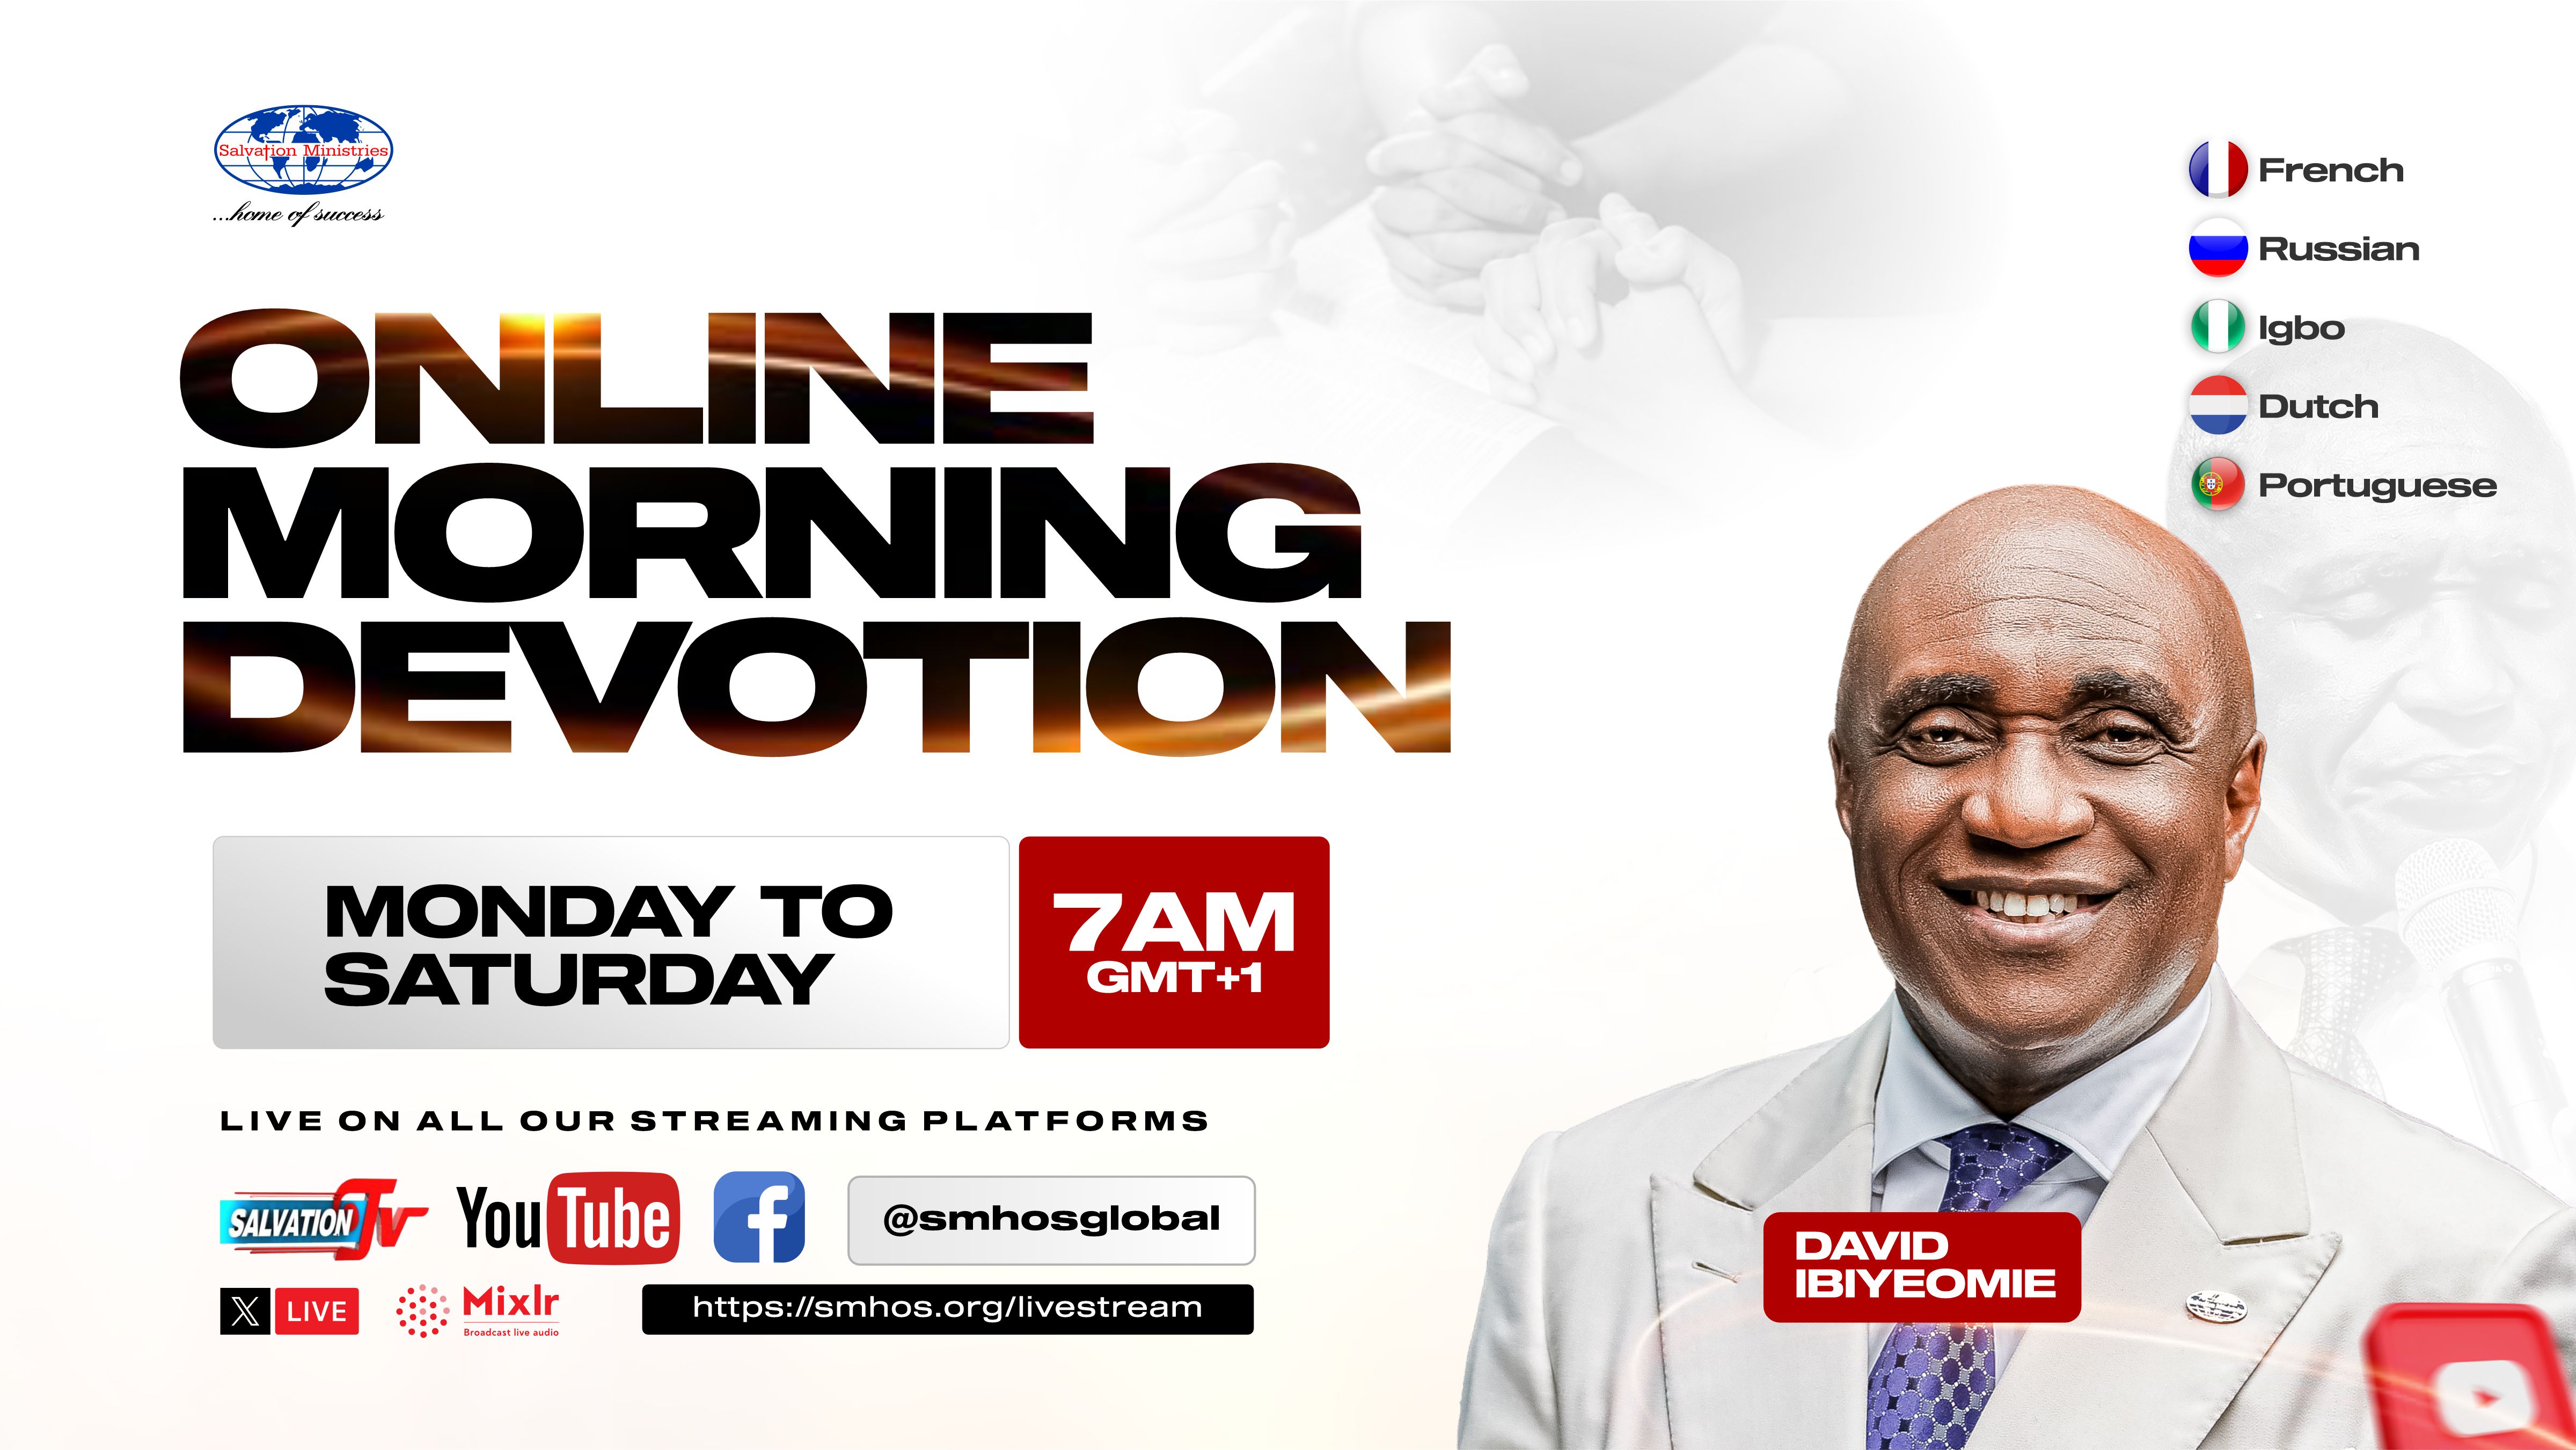 Salvation Ministries
...home of success
ONLINE
MORNING
DEVOTION
MONDAY TO
SATURDAY
7AM
GMT+1
LIVE ON ALL OUR STREAMING PLATFORMS
SALVATION TV
YouTube
f
@smhosglobal
X LIVE
Mixlr
Broadcast live audio
https://smhos.org/livestream
French
Russian
Igbo
Dutch
Portuguese
DAVID
IBIYEOMIE